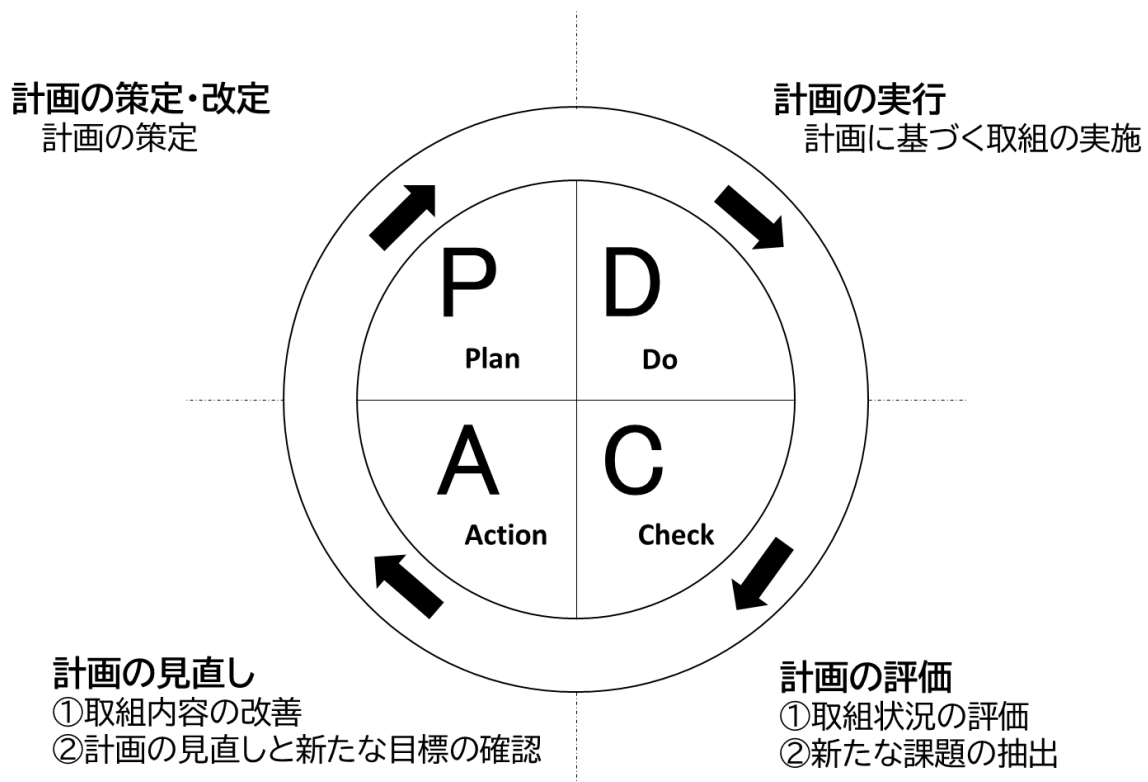 計画の策定・改定
計画の策定
計画の実行
計画に基づく取組の実施
P
Plan
D
Do
A
Action
C
Check
計画の見直し
①取組内容の改善
②計画の見直しと新たな目標の確認
計画の評価
①取組状況の評価
②新たな課題の抽出